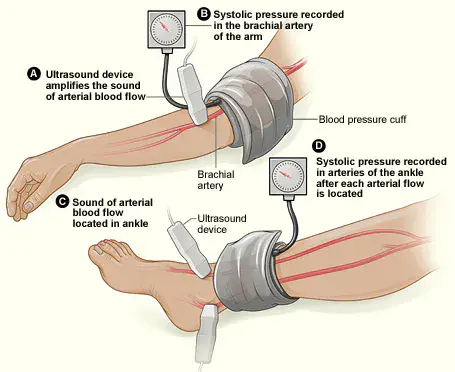 B Systolic pressure recorded
in the brachial artery
of the arm
A Ultrasound device
amplifies the sound
of arterial blood flow
Blood pressure cuff
D
Systolic pressure recorded
in arteries of the ankle
after each arterial flow
is located
Brachial
artery
C Sound of arterial
blood flow
located in ankle
Ultrasound
device